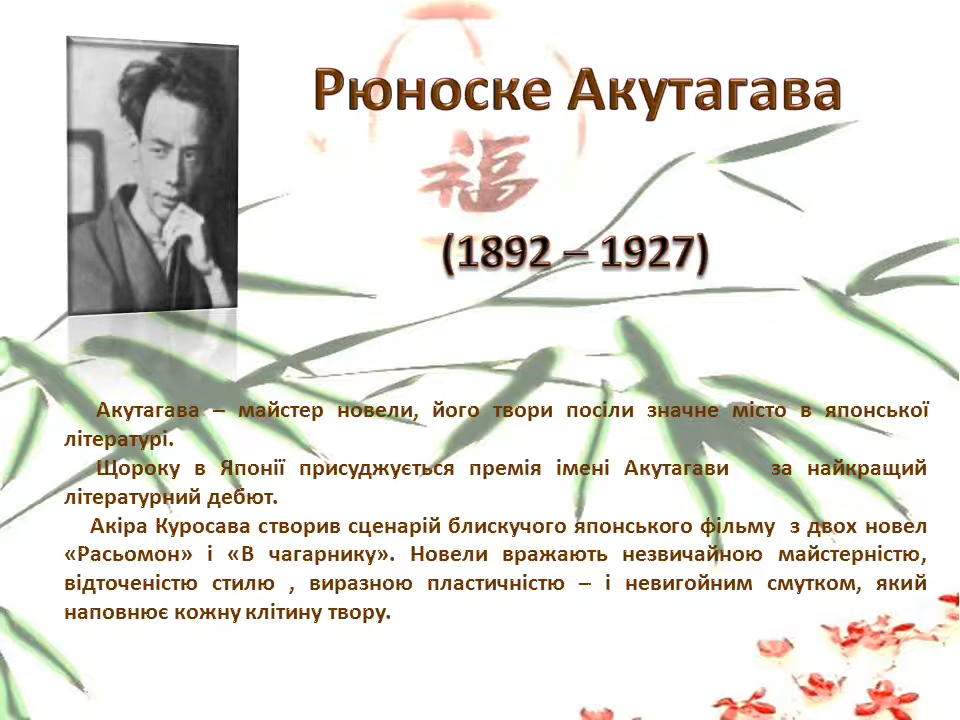 Рюноске Акутагава
福
(1892 – 1927)
Акутагава – майстер новели, його твори посіли значне місто в японської
літературі.
Щороку в Японії присуджується премія імені Акутагави за найкращий
літературний дебют.
Акіра Куросава створив сценарій блискучого японського фільму з двох новел
«Расьомон» і «В чагарнику». Новели вражають незвичайною майстерністю,
відточеністю стилю , виразною пластичністю – і невигойним смутком, який
наповнює кожну клітину твору.